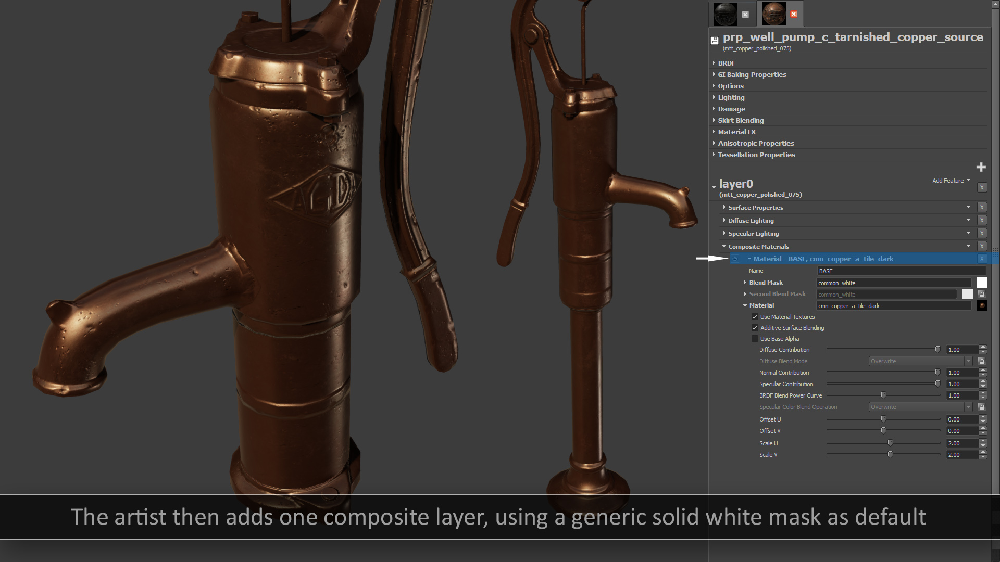 prp_well_pump_c_tarnished_copper_source
(mtt_copper_polished_075)
BRDF
GI Baking Properties
Options
Lighting
Damage
Skirt Blending
Material FX
Anisotropic Properties
Tessellation Properties
Add Feature
layer0
X
(mtt_copper_polished_075)
Surface Properties X
Diffuse Lighting X
Specular Lighting X
Composite Materials X
Material - BASE, cmn_copper_a_tile_dark X
Name BASE
Blend Mask common_white
Second Blend Mask common_white
Material cmn_copper_a_tile_dark
Use Material Textures
Additive Surface Blending
Use Base Alpha
Diffuse Contribution 1.00
Diffuse Blend Mode Overwrite
Normal Contribution 1.00
Specular Contribution 1.00
BRDF Blend Power Curve 1.00
Specular Color Blend Operation Overwrite
Offset U 0.00
Offset V 0.00
Scale U 2.00
Scale V 2.00
The artist then adds one composite layer, using a generic solid white mask as default